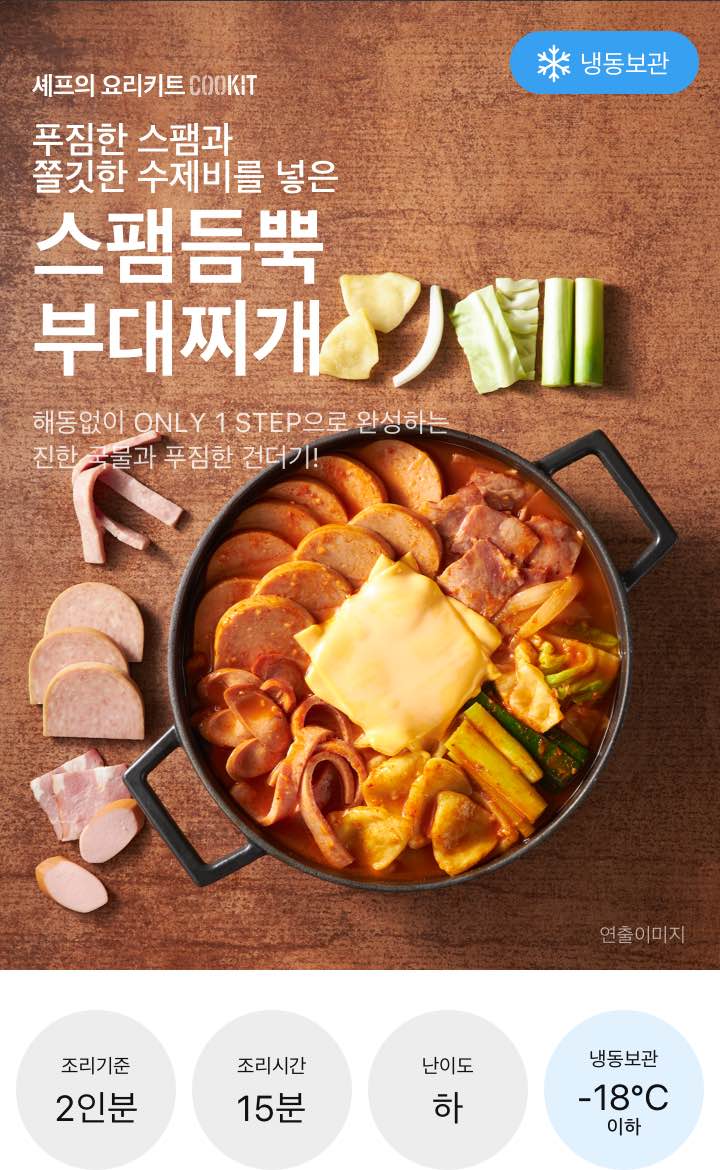 냉동보관
셰프의 요리키트 COOKIT
푸짐한 스팸과
쫄깃한 수제비를 넣은
스팸듬뿍
부대찌개
해동없이 ONLY 1 STEP으로 완성하는
진한 국물과 푸짐한 건더기!
연출이미지
조리기준
2인분
조리시간
15분
난이도
하
냉동보관
-18°C
이하